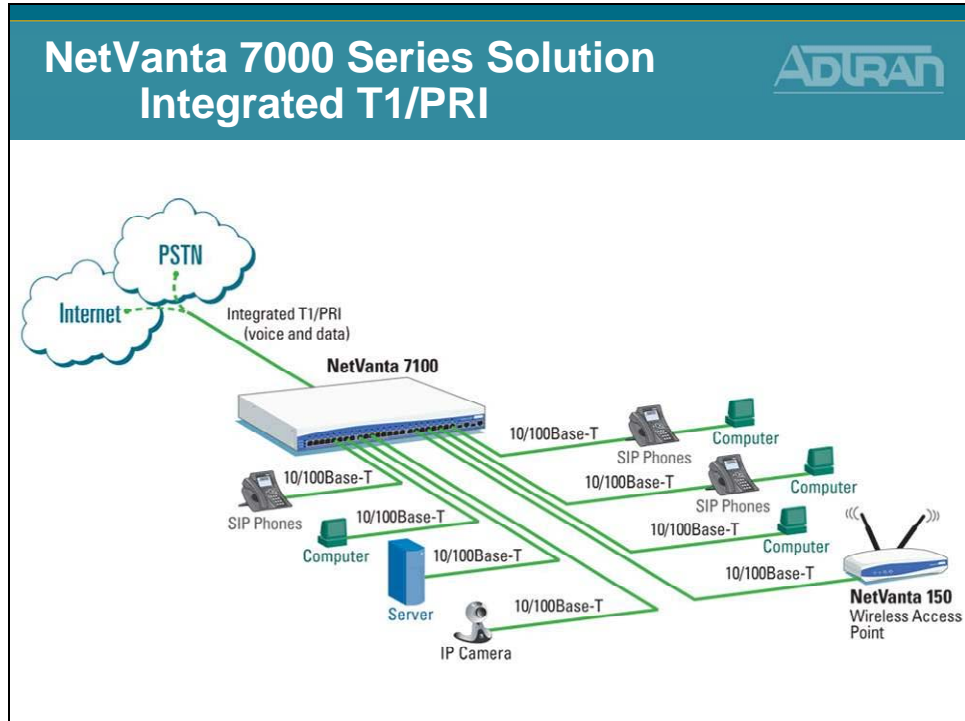 NetVanta 7000 Series Solution
Integrated T1/PRI
ADTRAN
PSTN
Internet
Integrated T1/PRI
(voice and data)
NetVanta 7100
10/100Base-T
SIP Phones
Computer
10/100Base-T
SIP Phones
Computer
10/100Base-T
SIP Phones
10/100Base-T
Computer
10/100Base-T
Computer
10/100Base-T
Server
10/100Base-T
NetVanta 150
Wireless Access
Point
10/100Base-T
IP Camera